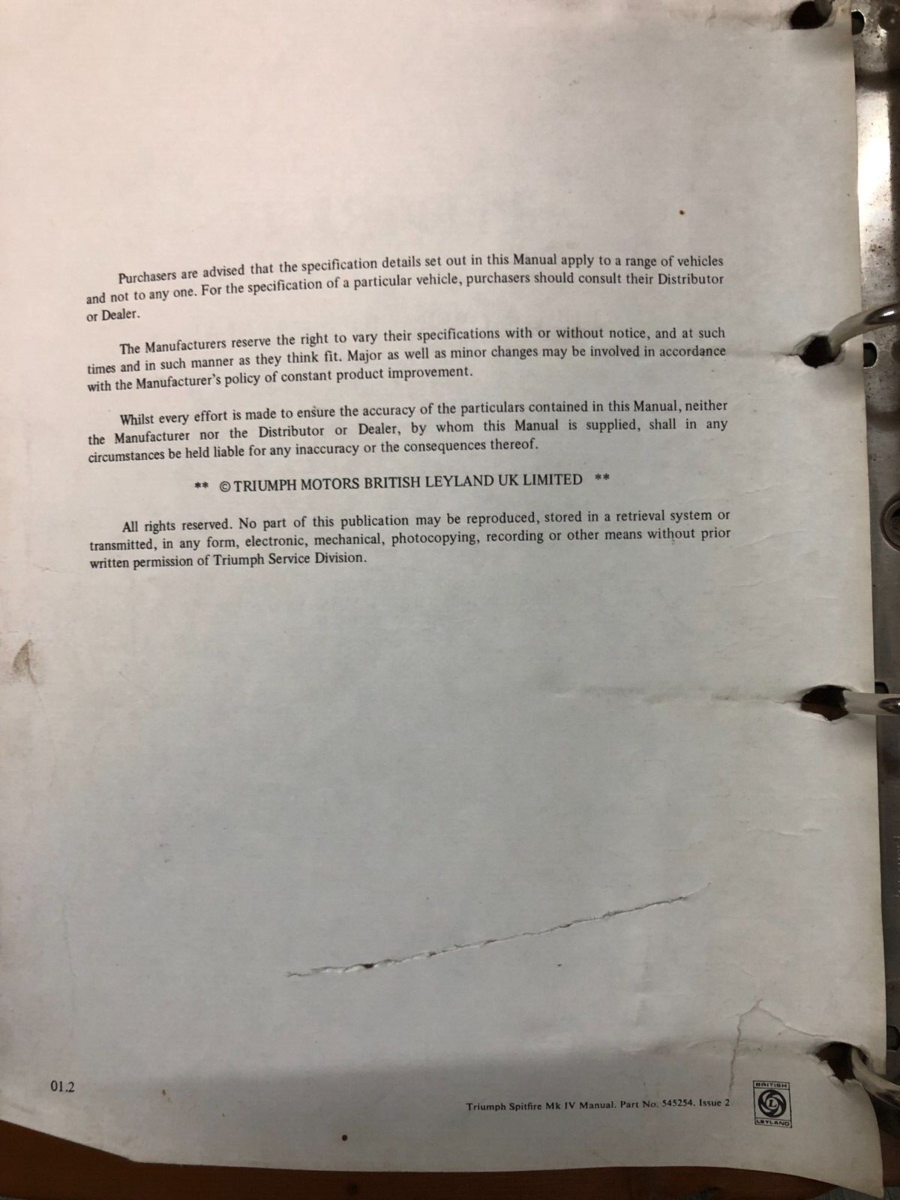 Purchasers are advised that the specification details set out in this Manual apply to a range of vehicles
and not to any one. For the specification of a particular vehicle, purchasers should consult their Distributor
or Dealer.
The Manufacturers reserve the right to vary their specifications with or without notice, and at such
times and in such manner as they think fit. Major as well as minor changes may be involved in accordance
with the Manufacturer's policy of constant product improvement.
Whilst every effort is made to ensure the accuracy of the particulars contained in this Manual, neither
the Manufacturer nor the Distributor or Dealer, by whom this Manual is supplied, shall in any
circumstances be held liable for any inaccuracy or the consequences thereof.
** © TRIUMPH MOTORS BRITISH LEYLAND UK LIMITED **
All rights reserved. No part of this publication may be reproduced, stored in a retrieval system or
transmitted, in any form, electronic, mechanical, photocopying, recording or other means without prior
written permission of Triumph Service Division.
01.2
Triumph Spitfire Mk IV Manual. Part No. 545254. Issue 2
BRITISH
L
LEYLAND